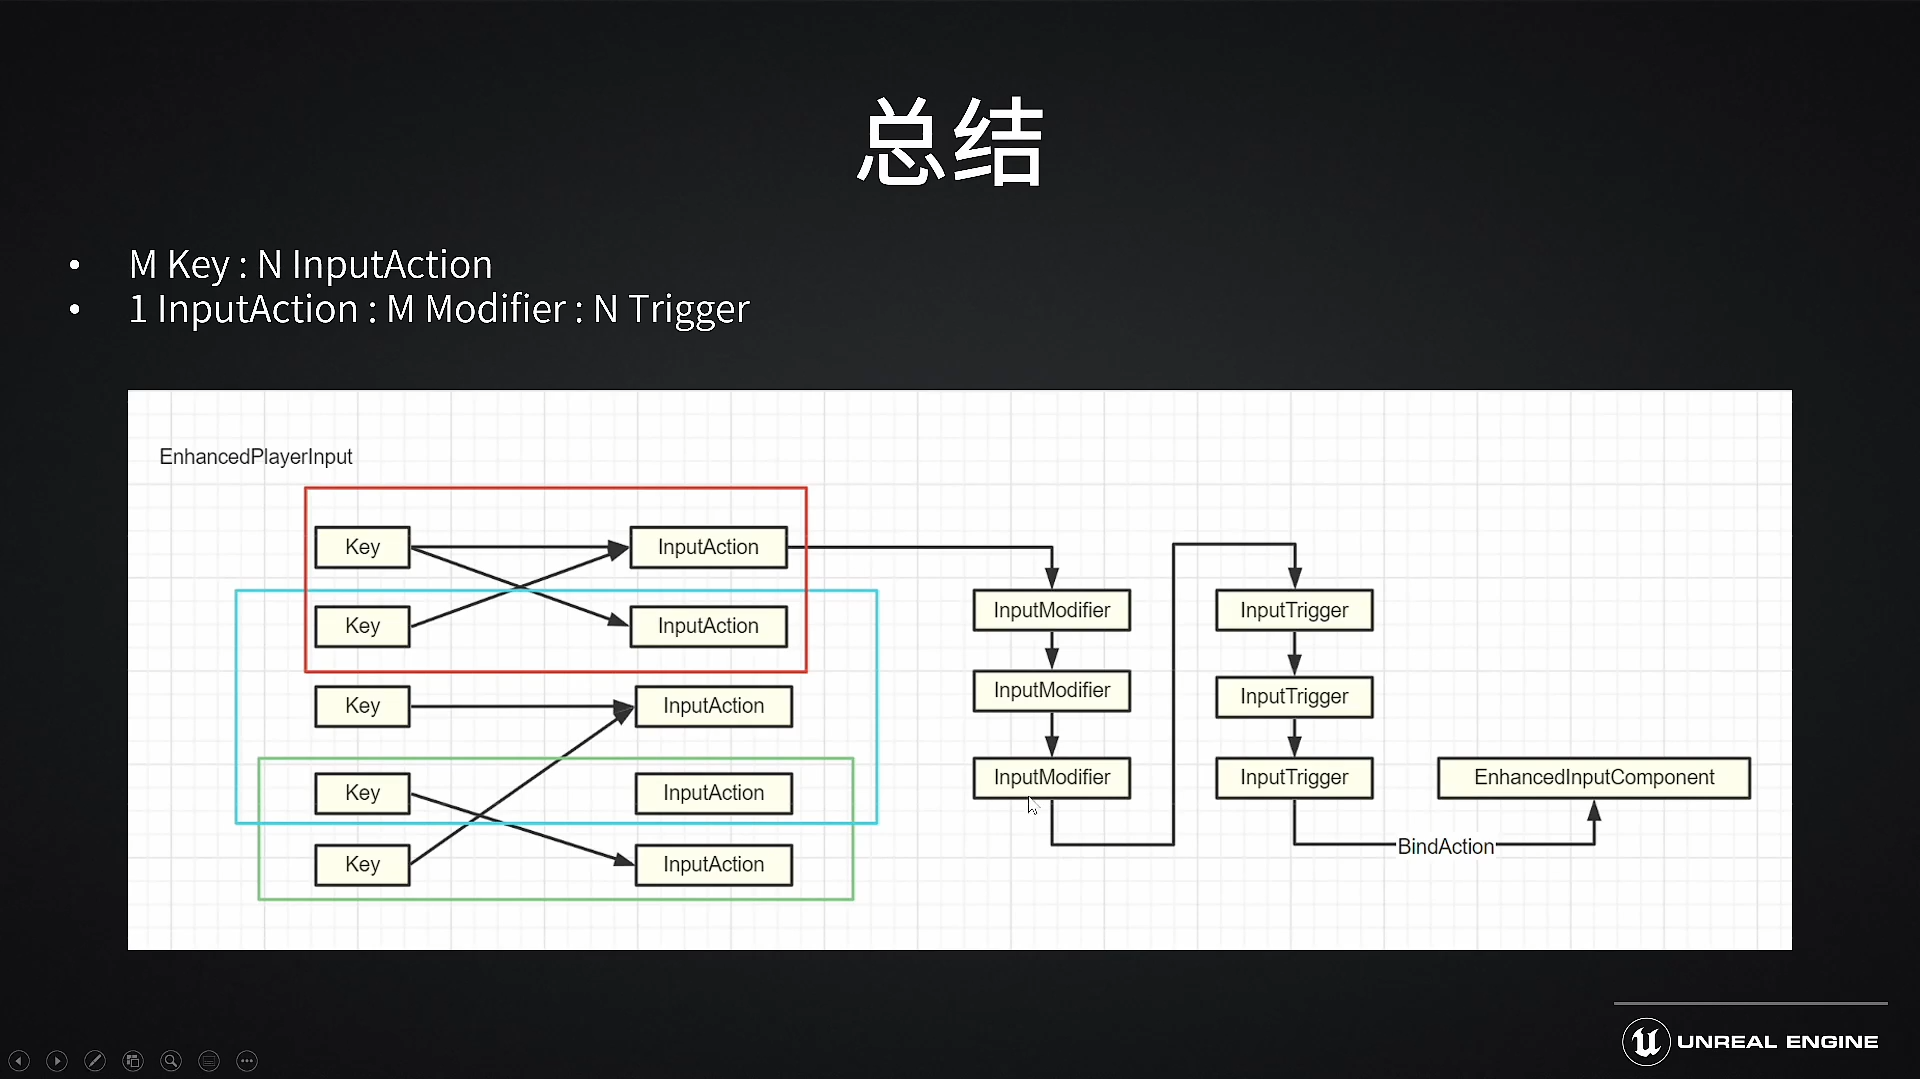 总结
• M Key : N InputAction
• 1 InputAction : M Modifier : N Trigger
EnhancedPlayerInput
Key
InputAction
Key
InputAction
Key
InputAction
Key
InputAction
Key
InputAction
InputModifier
InputModifier
InputModifier
InputTrigger
InputTrigger
InputTrigger
BindAction
EnhancedInputComponent
UNREAL ENGINE